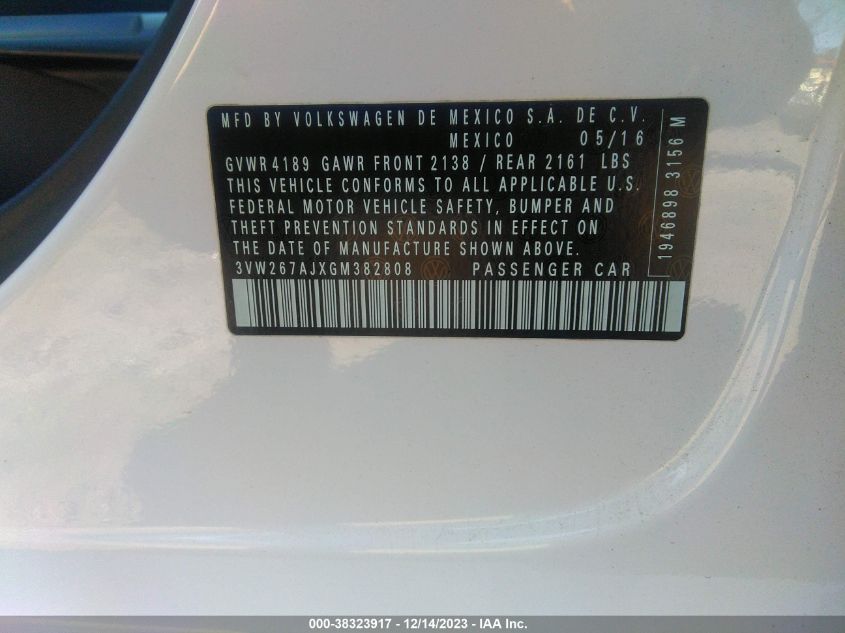 MFD BY VOLKSWAGEN DE MEXICO S.A. DE C.V.
MEXICO 05/16
GVWR 4189 GAWR FRONT 2138 / REAR 2161 LBS
THIS VEHICLE CONFORMS TO ALL APPLICABLE U.S.
FEDERAL MOTOR VEHICLE SAFETY, BUMPER AND
THEFT PREVENTION STANDARDS IN EFFECT ON
THE DATE OF MANUFACTURE SHOWN ABOVE.
3VW267AJXGM382808 PASSENGER CAR
1946898 3156 M
000-38323917 - 12/14/2023 - IAA Inc.